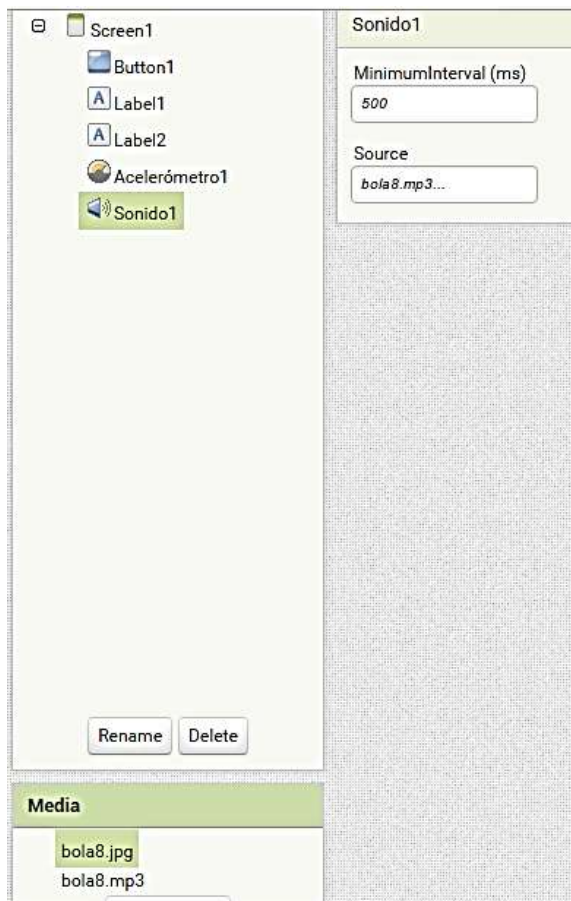 Screen1
Button1
Label1
Label2
Acelerómetro1
Sonido1
Rename Delete
Media
bola8.jpg
bola8.mp3
Sonido1
MinimumInterval (ms)
500
Source
bola8.mp3...